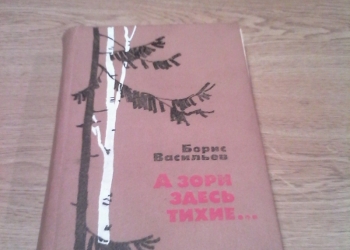 Борис
Васильев
А ЗОРИ
ЗДЕСЬ
ТИХИЕ...